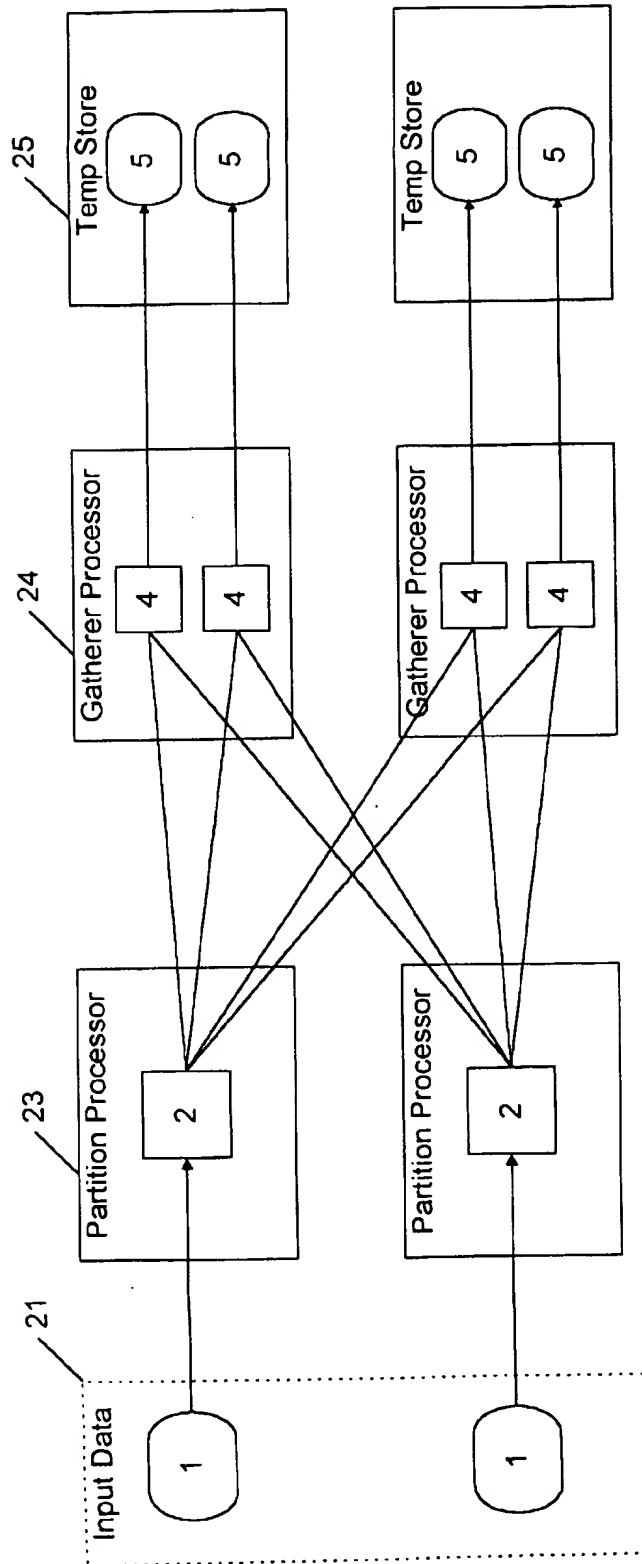 21
Input Data
1
1
23
Partition Processor
2
Partition Processor
2
24
Gatherer Processor
4
4
Gatherer Processor
4
4
25
Temp Store
5
5
Temp Store
5
5